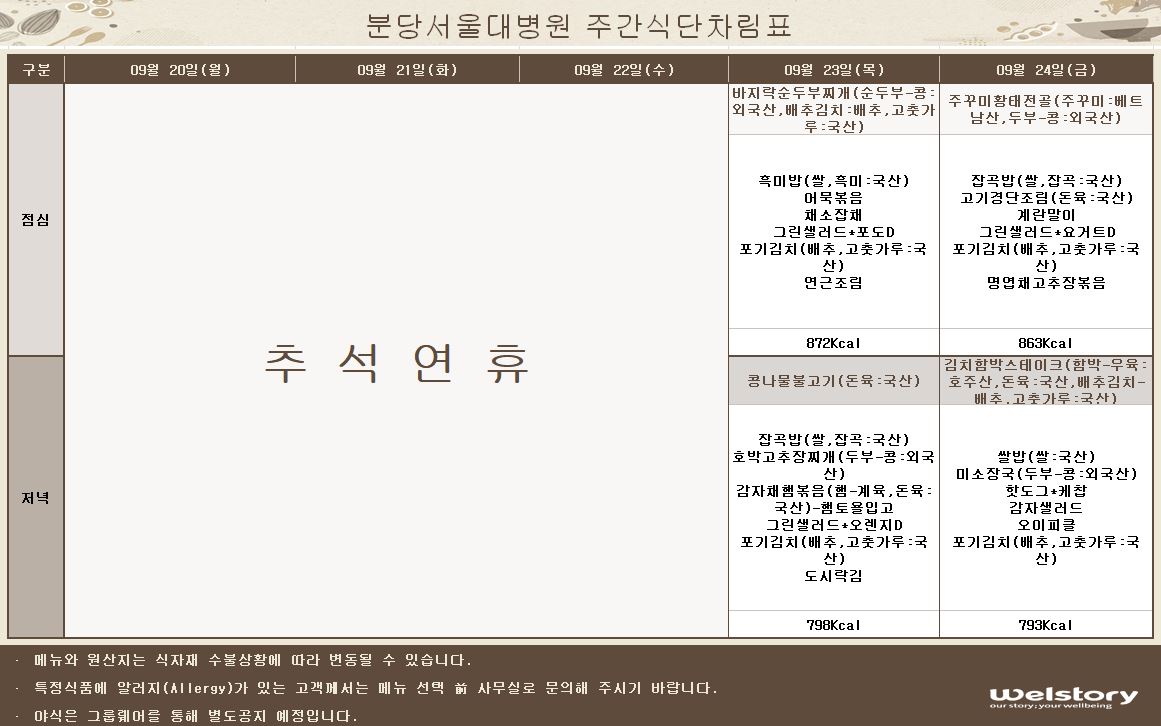 분당서울대병원 주간식단차림표
구분
09월 20일(월)
09월 21일(화)
09월 22일(수)
09월 23일(목)
09월 24일(금)
점심
추 석 연 휴
바지락순두부찌개(순두부-콩:
외국산,배추김치:배추,고춧가
루:국산)
흑미밥(쌀,흑미:국산)
어묵볶음
채소잡채
그린샐러드*포도D
포기김치(배추,고춧가루:국
산)
연근조림
872Kcal
주꾸미황태전골(주꾸미:베트
남산,두부-콩:외국산)
잡곡밥(쌀,잡곡:국산)
고기경단조림(돈육:국산)
계란말이
그린샐러드*요거트D
포기김치(배추,고춧가루:국
산)
명엽채고추장볶음
863Kcal
저녁
콩나물불고기(돈육:국산)
잡곡밥(쌀,잡곡:국산)
호박고추장찌개(두부-콩:외국
산)
감자채햄볶음(햄-계육,돈육:
국산)-햄토욜입고
그린샐러드*오렌지D
포기김치(배추,고춧가루:국
산)
도시락김
798Kcal
김치함박스테이크(함박-우육:
호주산,돈육:국산,배추김치-
배추,고춧가루:국산)
쌀밥(쌀:국산)
미소장국(두부-콩:외국산)
핫도그*케찹
감자샐러드
오이피클
포기김치(배추,고춧가루:국
산)
793Kcal
· 메뉴와 원산지는 식자재 수불상황에 따라 변동될 수 있습니다.
· 특정식품에 알러지(Allergy)가 있는 고객께서는 메뉴 선택 前 사무실로 문의해 주시기 바랍니다.
· 야식은 그룹웨어를 통해 별도공지 예정입니다.
welstory
our story; your wellbeing